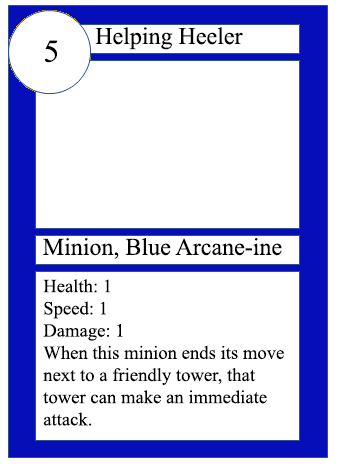 5
Helping Heeler
Minion, Blue Arcane-ine
Health: 1
Speed: 1
Damage: 1
When this minion ends its move
next to a friendly tower, that
tower can make an immediate
attack.